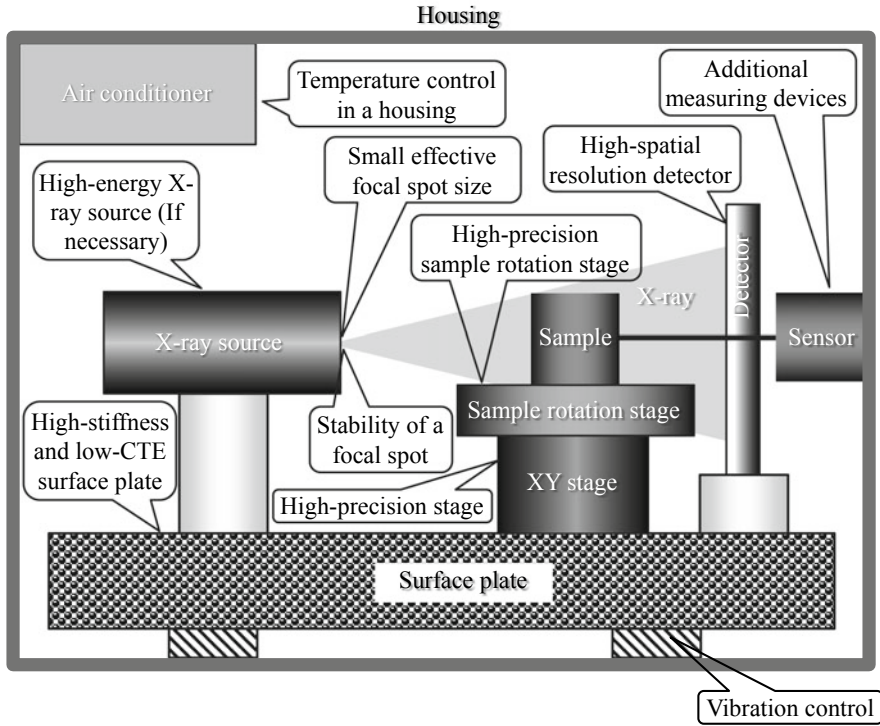 Housing
Air conditioner
Temperature control
in a housing
Additional
measuring devices
High-energy X-
ray source (If
necessary)
Small effective
focal spot size
High-spatial
resolution detector
High-precision
sample rotation stage
X-ray source
X-ray
Detector
Sample
Sensor
Sample rotation stage
High-stiffness
and low-CTE
surface plate
Stability of a
focal spot
High-precision stage
XY stage
Surface plate
Vibration control